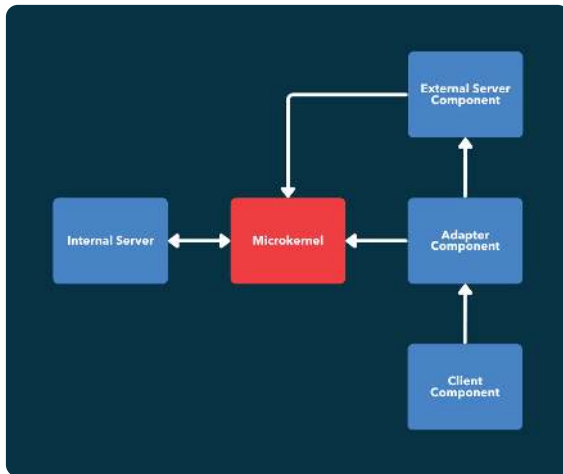 External Server
Component
Internal Server
Microkernel
Adapter
Component
Client
Component